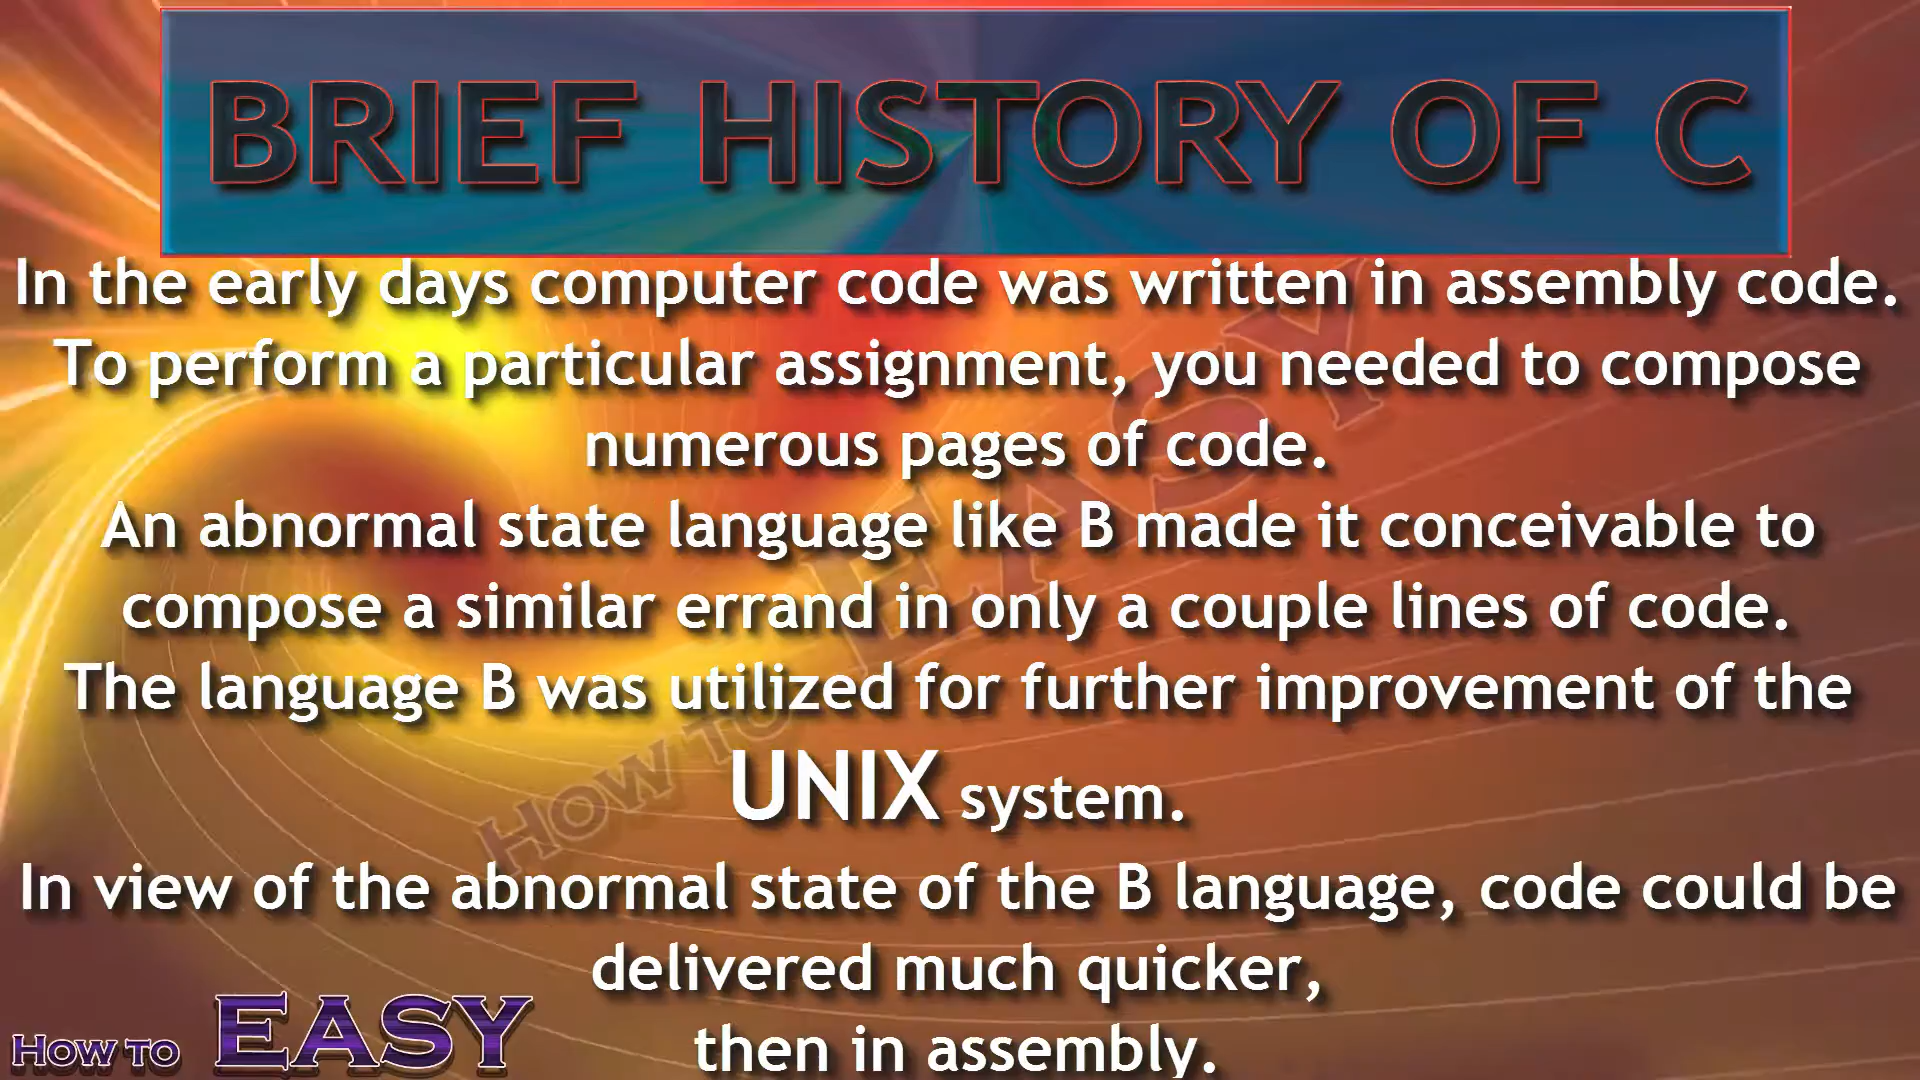 BRIEF HISTORY OF C
In the early days computer code was written in assembly code.
To perform a particular assignment, you needed to compose
numerous pages of code.
An abnormal state language like B made it conceivable to
compose a similar errand in only a couple lines of code.
The language B was utilized for further improvement of the
UNIX system.
In view of the abnormal state of the B language, code could be
delivered much quicker,
then in assembly.
HOW TO EASY
HOW TO EASY